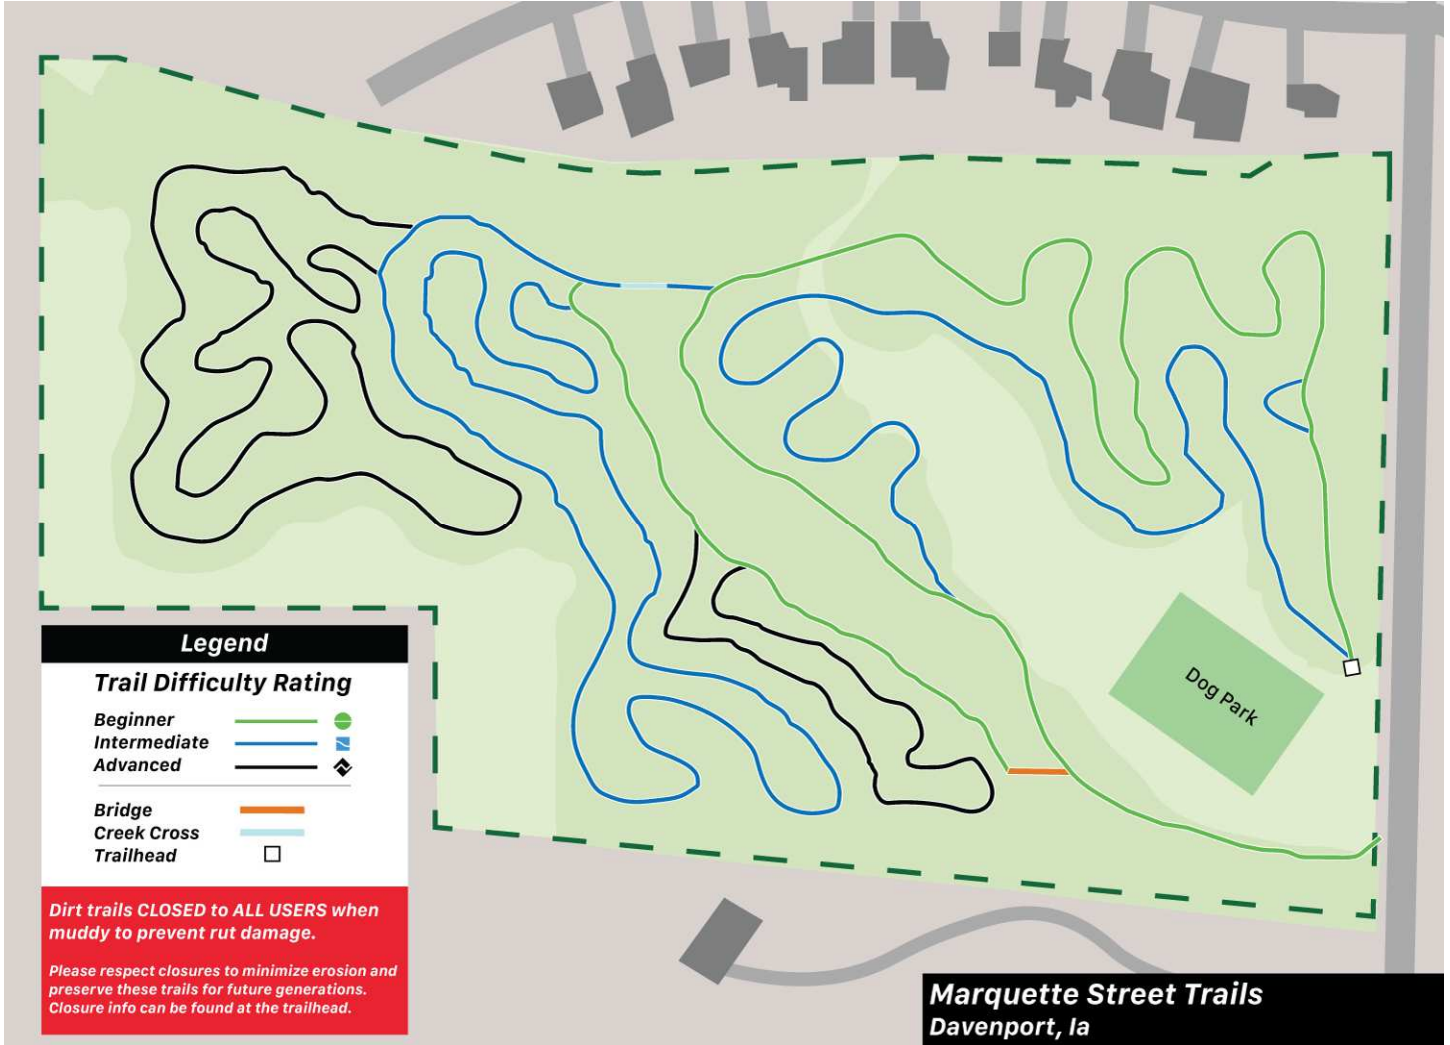 Dog Park
Legend
Trail Difficulty Rating
Beginner
Intermediate
Advanced
Bridge
Creek Cross
Trailhead
Dirt trails CLOSED to ALL USERS when
muddy to prevent rut damage.
Please respect closures to minimize erosion and
preserve these trails for future generations.
Closure info can be found at the trailhead.
Marquette Street Trails
Davenport, Ia